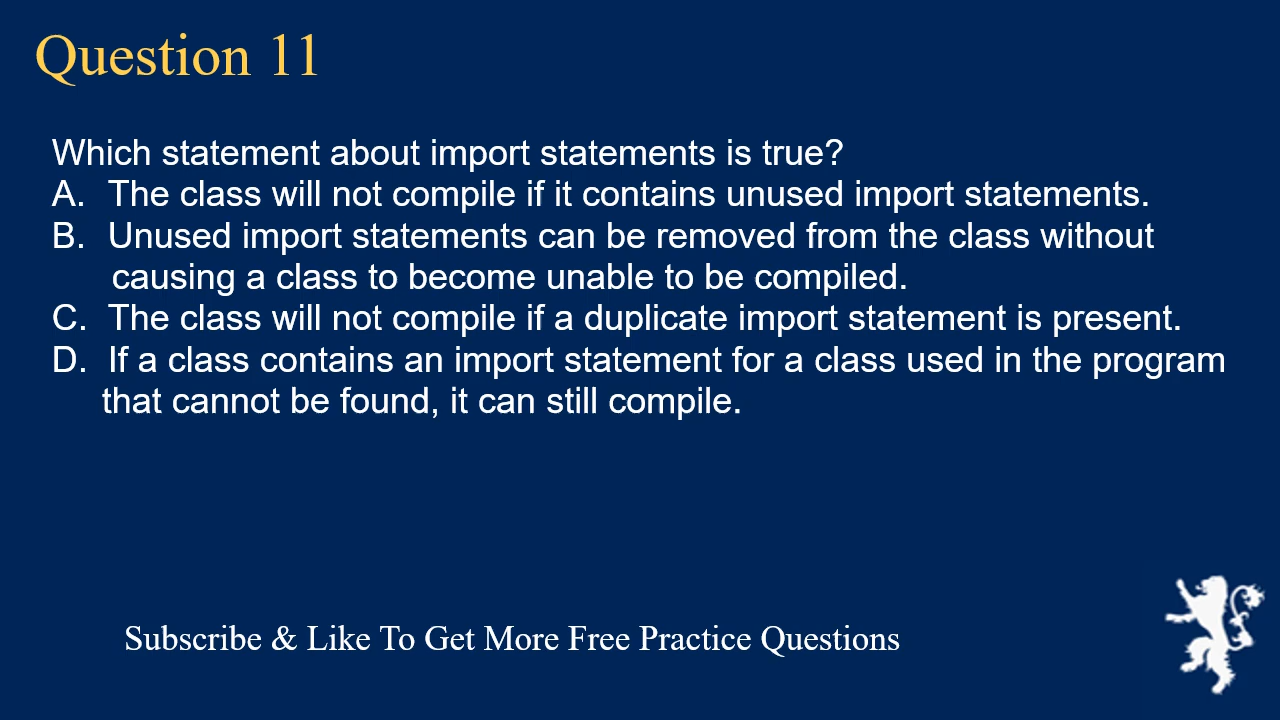 Question 11
Which statement about import statements is true?
A. The class will not compile if it contains unused import statements.
B. Unused import statements can be removed from the class without
causing a class to become unable to be compiled.
C. The class will not compile if a duplicate import statement is present.
D. If a class contains an import statement for a class used in the program
that cannot be found, it can still compile.
Subscribe & Like To Get More Free Practice Questions